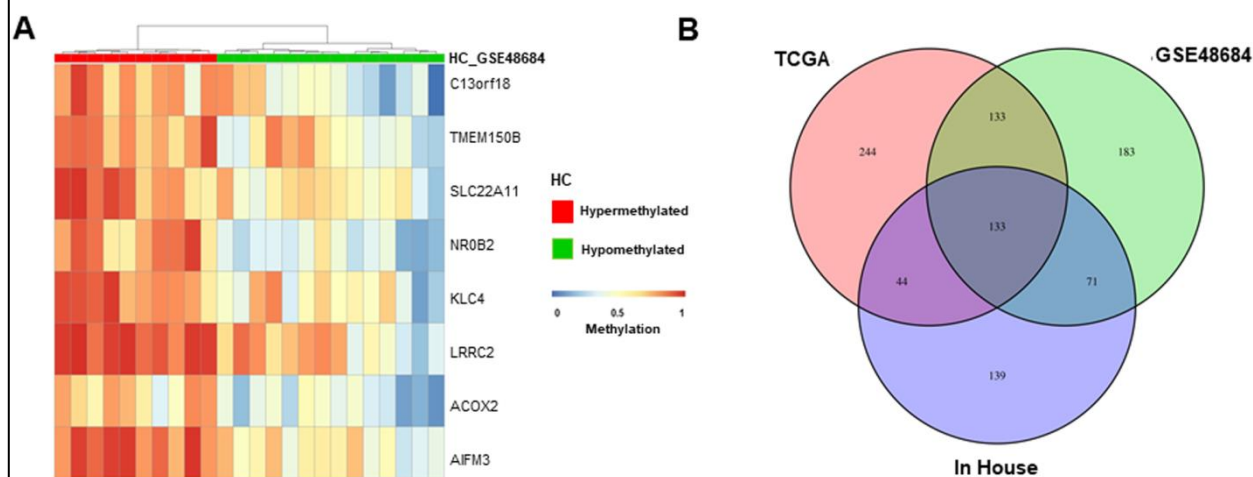 A
HC_GSE48684
C13orf18
TMEM150B
SLC22A11
NR0B2
KLC4
LRRC2
ACOX2
AIFM3
HC
Hypermethylated
Hypomethylated
0 0.5 1
Methylation
B
TCGA
GSE48684
133
244
183
133
44
71
139
In House